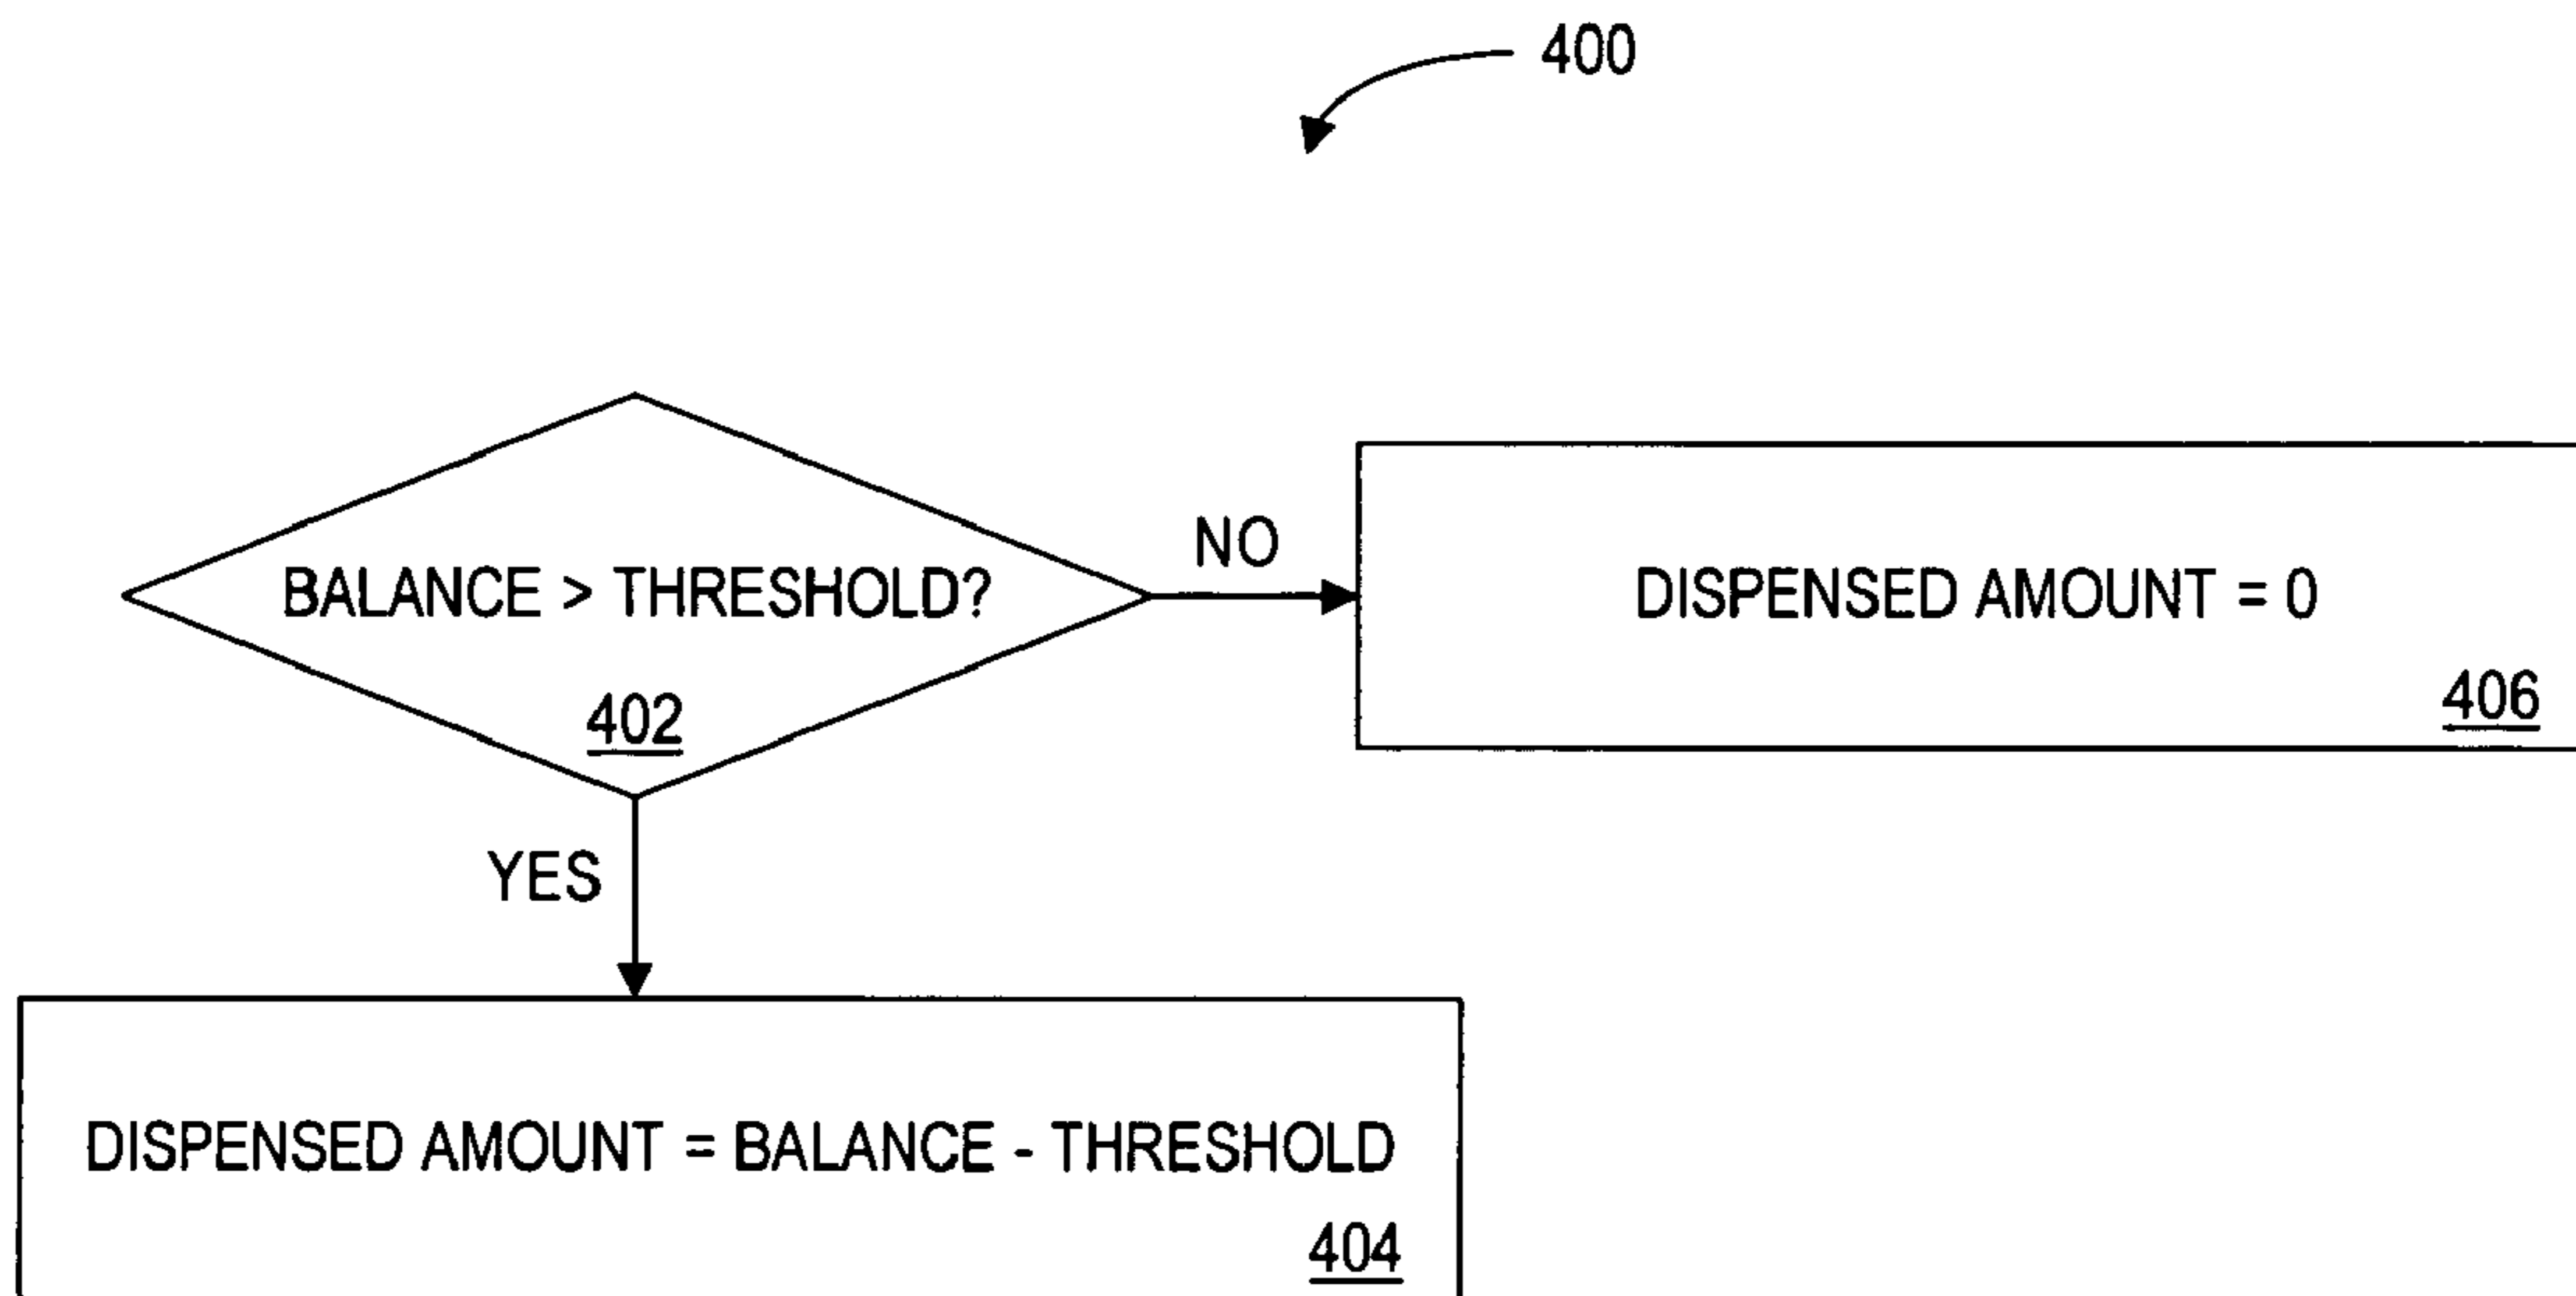 400
BALANCE > THRESHOLD?
402
NO
DISPENSED AMOUNT = 0
406
YES
DISPENSED AMOUNT = BALANCE - THRESHOLD
404